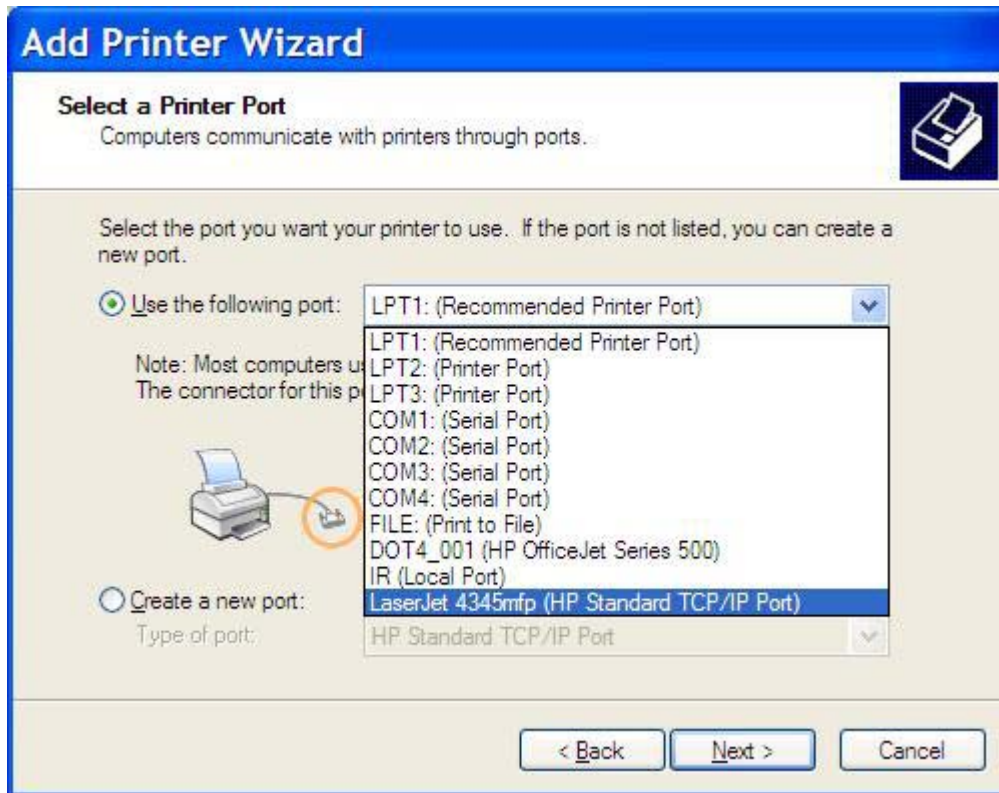 Add Printer Wizard
Select a Printer Port
Computers communicate with printers through ports.
Select the port you want your printer to use. If the port is not listed, you can create a
new port.
Use the following port: LPT1: (Recommended Printer Port)
LPT1: (Recommended Printer Port)
Note: Most computers
LPT2: (Printer Port)
The connector for this
LPT3: (Printer Port)
COM1: (Serial Port)
COM2: (Serial Port)
COM3: (Serial Port)
COM4: (Serial Port)
FILE: (Print to File)
DOT4_001 (HP OfficeJet Series 500)
IR (Local Port)
Create a new port: LaserJet 4345mfp (HP Standard TCP/IP Port)
Type of port: HP Standard TCP/IP Port
< Back Next > Cancel